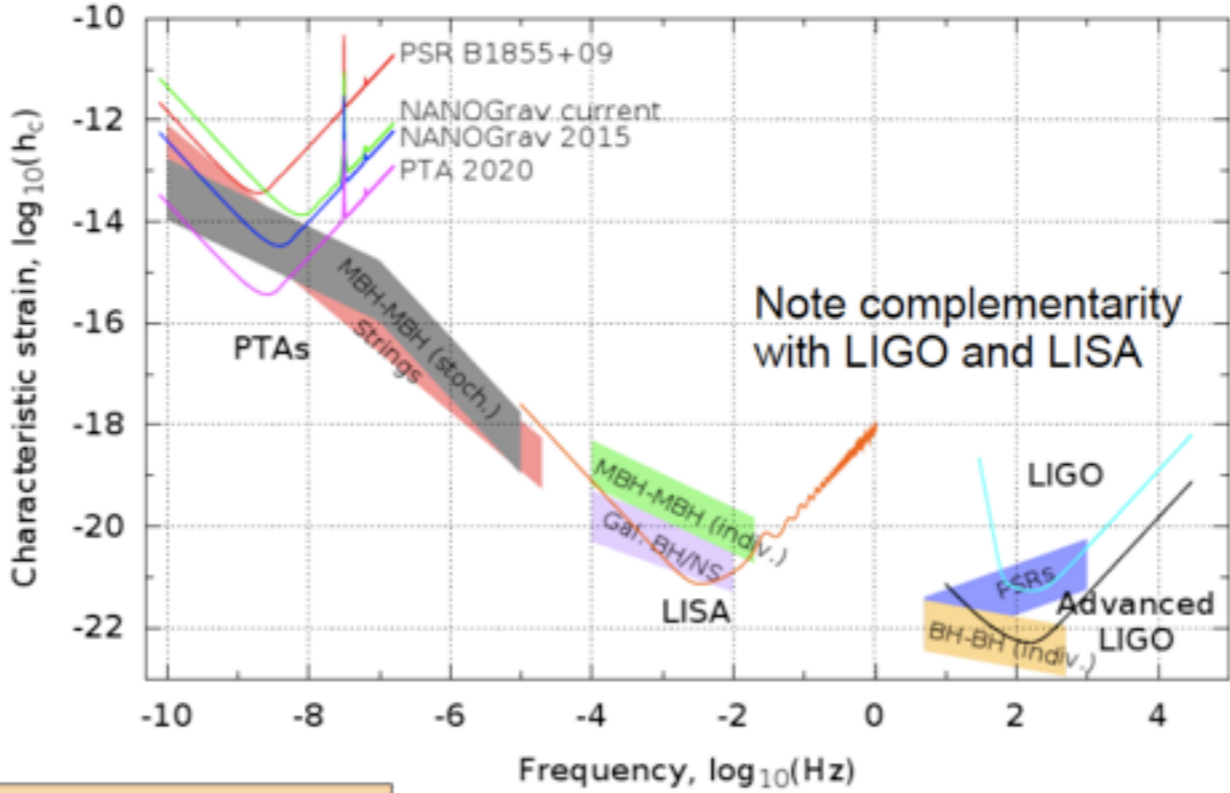 -10
-12
-14
-16
-18
-20
-22
Characteristic strain, log10(hc)
PSR B1855+09
NANOGrav current
NANOGrav 2015
PTA 2020
PTAs
MBH-MBH (stoch.)
Strings
Note complementarity
with LIGO and LISA
MBH-MBH (indiv.)
Gal. BH/NS
LISA
LIGO
PSRs
Advanced
LIGO
BH-BH (indiv.)
-10 -8 -6 -4 -2 0 2 4
Frequency, log10(Hz)